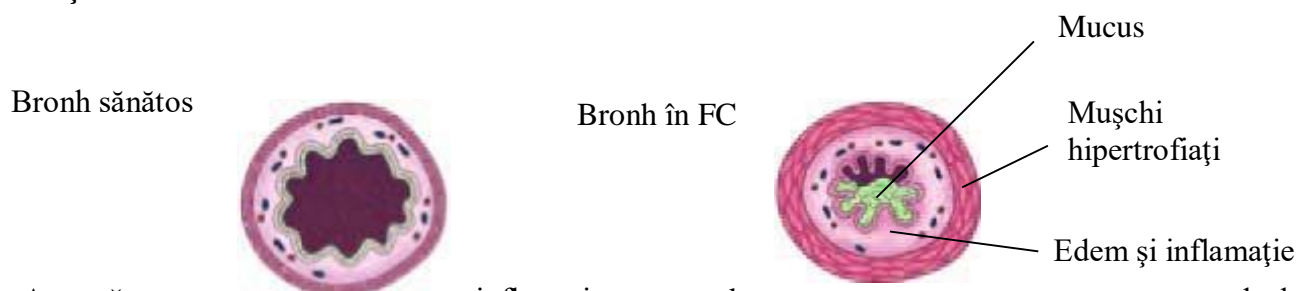 Mucus
Bronh sănătos
Bronh în FC
Muşchi
hipertrofiaţi
Edem şi inflamaţie